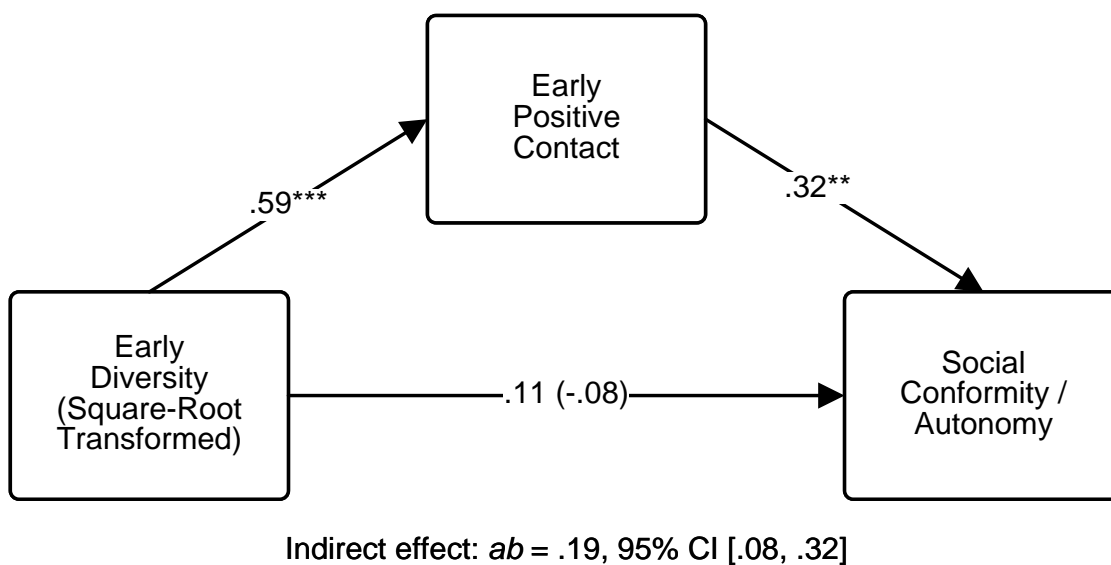 Early
Positive
Contact
.59***
.32**
Early
Diversity
(Square-Root
Transformed)
.11 (-.08)
Social
Conformity /
Autonomy
Indirect effect: ab = .19, 95% CI [.08, .32]